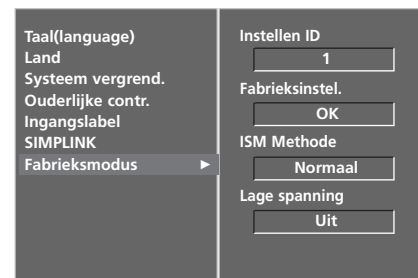 Taal(language)
Land
Systeem vergrend.
Ouderlijke contr.
Ingangslabel
SIMPLINK
Fabrieksmodus ►
Instellen ID
1
Fabrieksinstel.
OK
ISM Methode
Normaal
Lage spanning
Uit